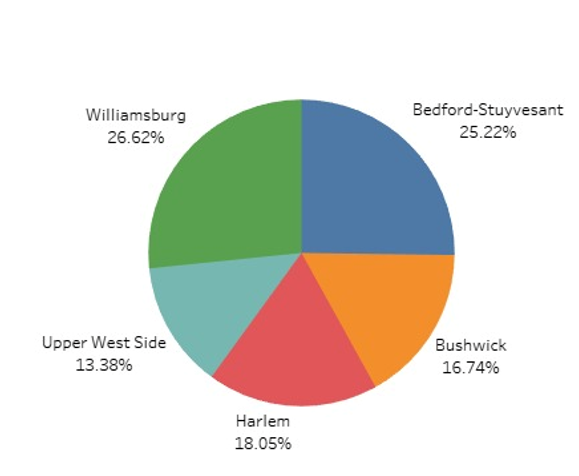 Williamsburg
26.62%
Bedford-Stuyvesant
25.22%
Upper West Side
13.38%
Bushwick
16.74%
Harlem
18.05%